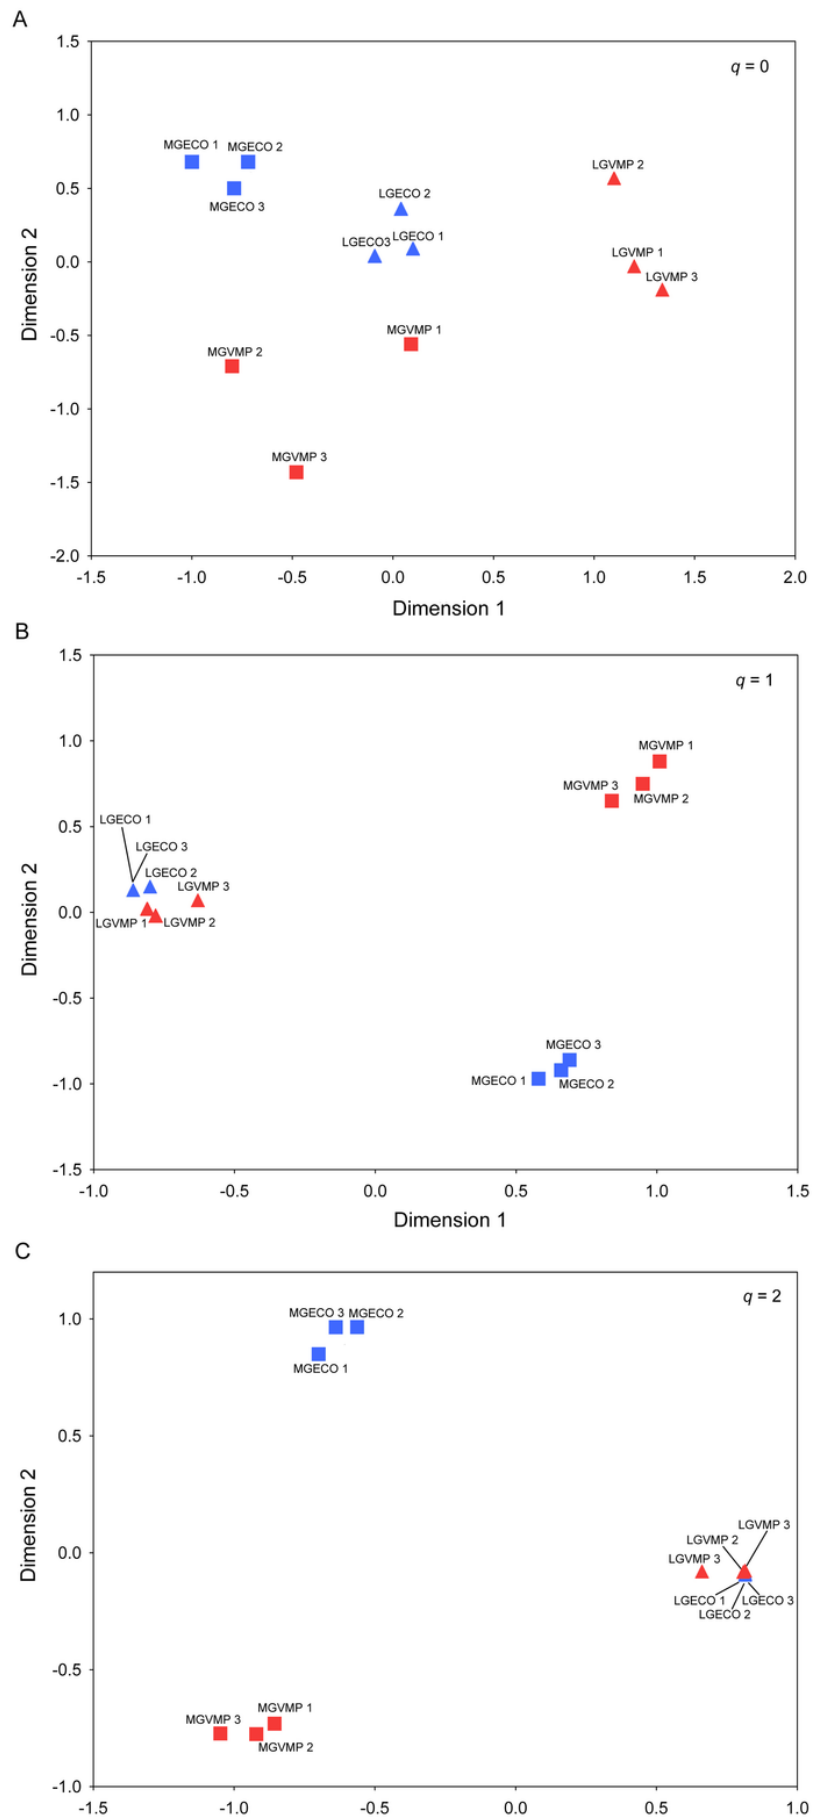 A
q = 0
1.5
1.0
0.5
0.0
-0.5
-1.0
-1.5
-2.0
Dimension 2
MGECO 1
MGECO 2
MGECO 3
LGECO 2
LGECO3
LGECO 1
LGVMP 2
LGVMP 1
LGVMP 3
MGVMP 1
MGVMP 2
MGVMP 3
-1.5 -1.0 -0.5 0.0 0.5 1.0 1.5 2.0
Dimension 1
B
q = 1
1.5
1.0
0.5
0.0
-0.5
-1.0
-1.5
Dimension 2
MGVMP 1
MGVMP 3
MGVMP 2
LGECO 1
LGECO 3
LGECO 2
LGVMP 3
LGVMP 1
LGVMP 2
MGECO 3
MGECO 1
MGECO 2
-1.0 -0.5 0.0 0.5 1.0 1.5
Dimension 1
C
q = 2
1.0
0.5
0.0
-0.5
-1.0
Dimension 2
MGECO 3
MGECO 2
MGECO 1
LGVMP 3
LGVMP 2
LGVMP 3
LGECO 1
LGECO 3
LGECO 2
MGVMP 1
MGVMP 3
MGVMP 2
-1.5 -1.0 -0.5 0.0 0.5 1.0